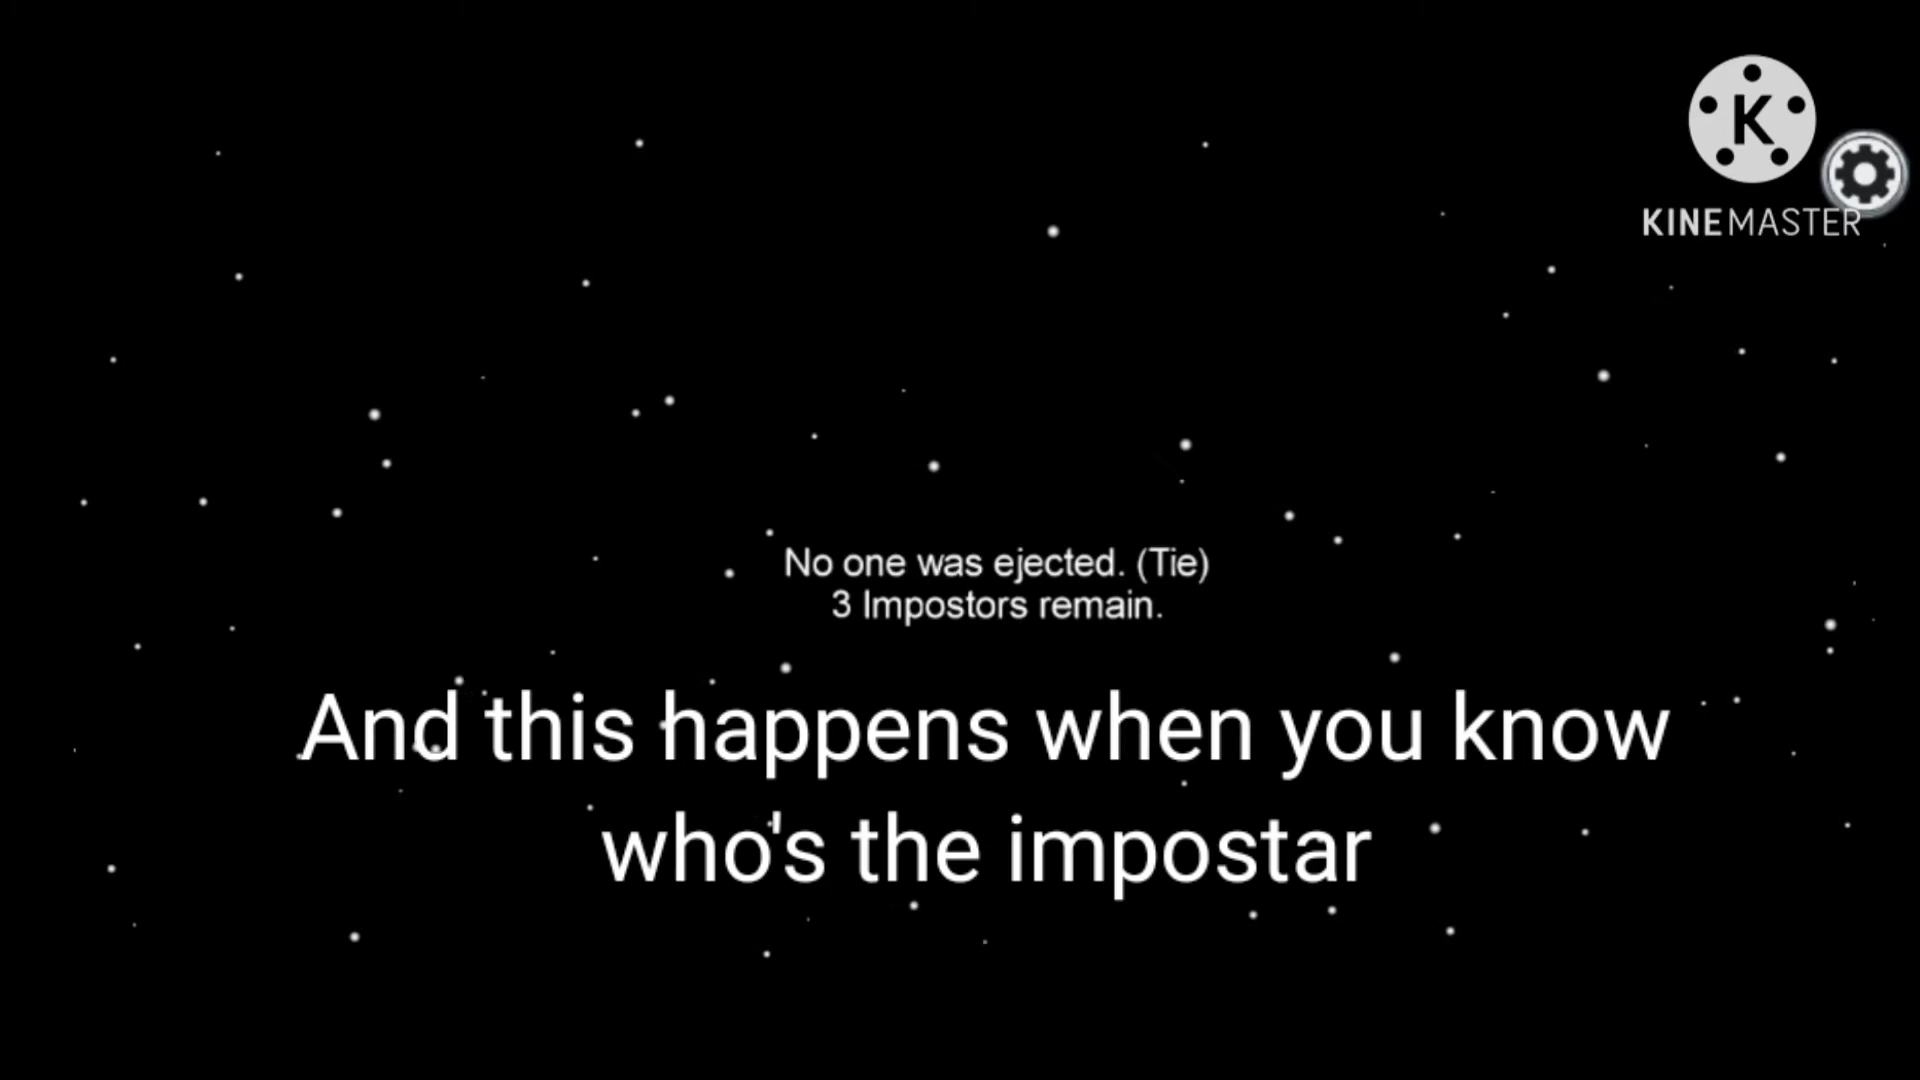 K
KINEMASTER
No one was ejected. (Tie)
3 Impostors remain.
And this happens when you know
who's the impostar